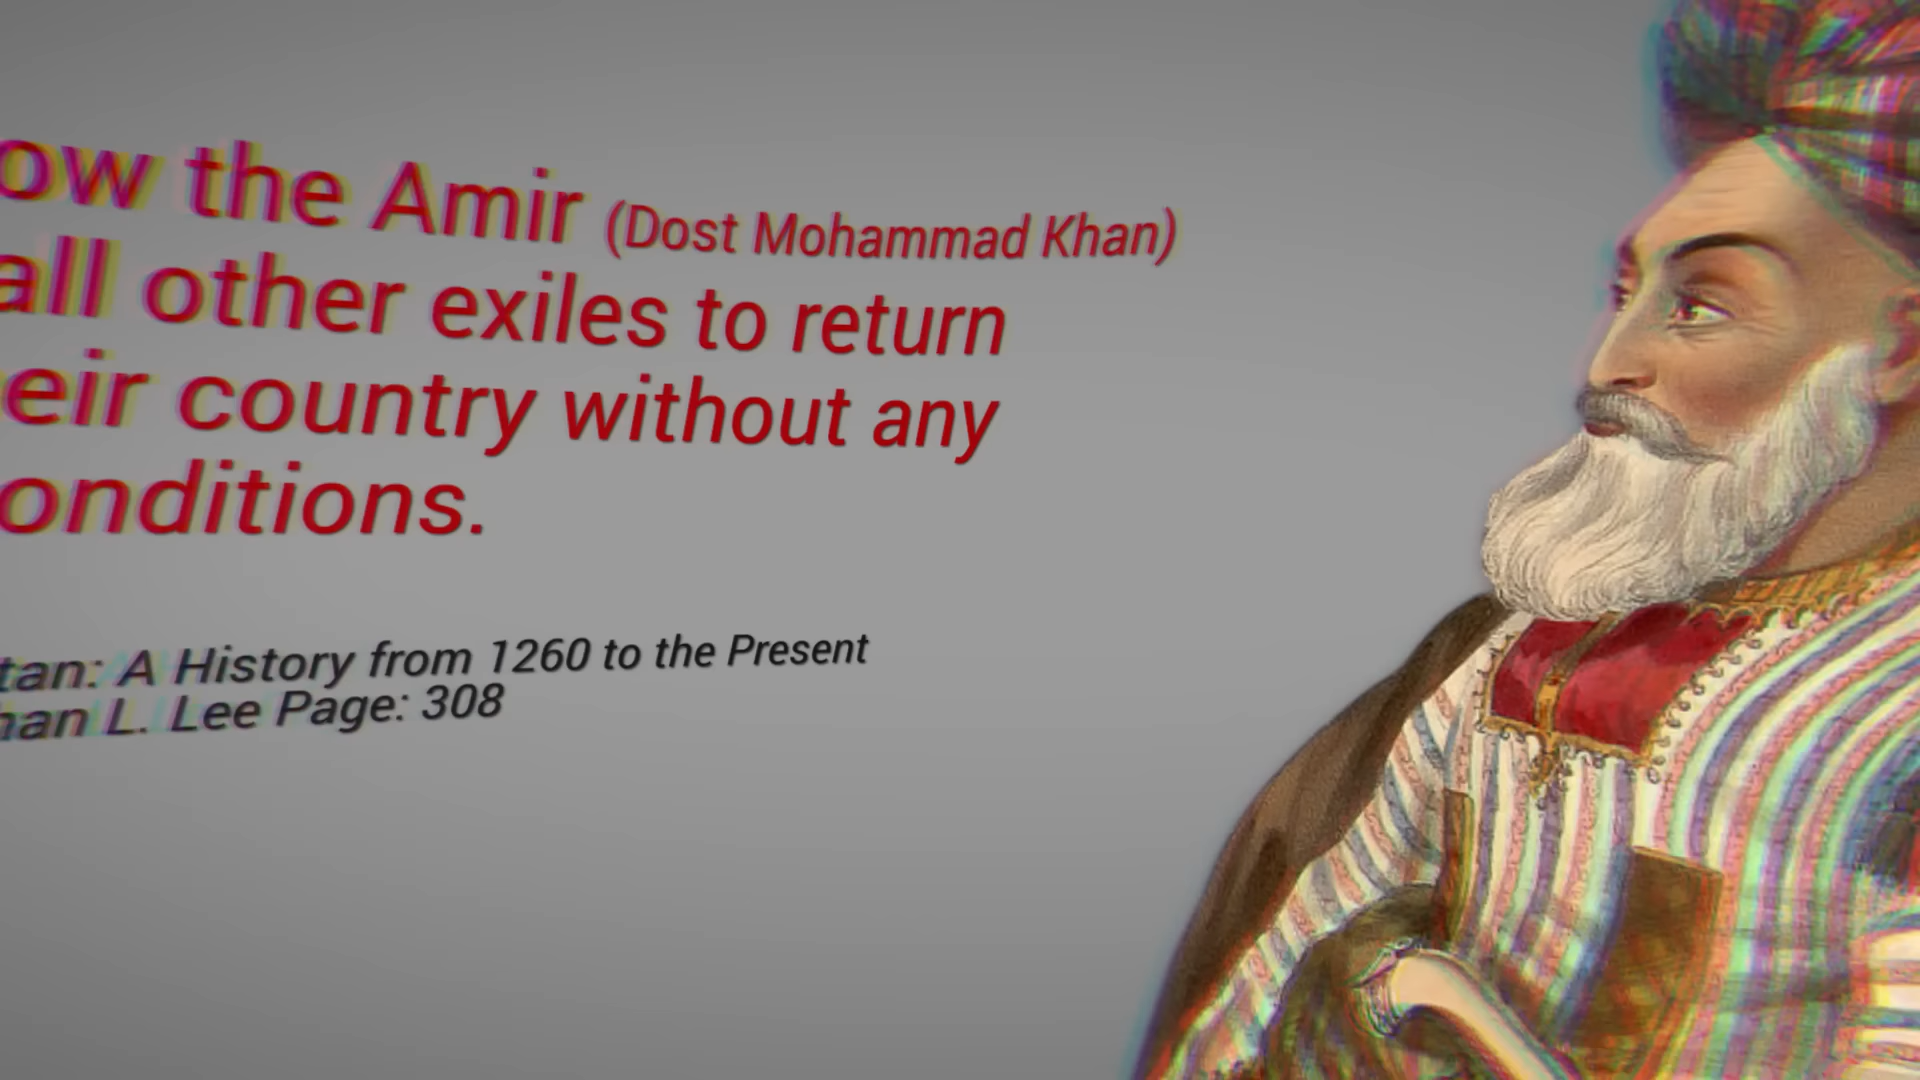 ow the Amir (Dost Mohammad Khan)
all other exiles to return
eir country without any
onditions.
tan: A History from 1260 to the Present
han L. Lee Page: 308